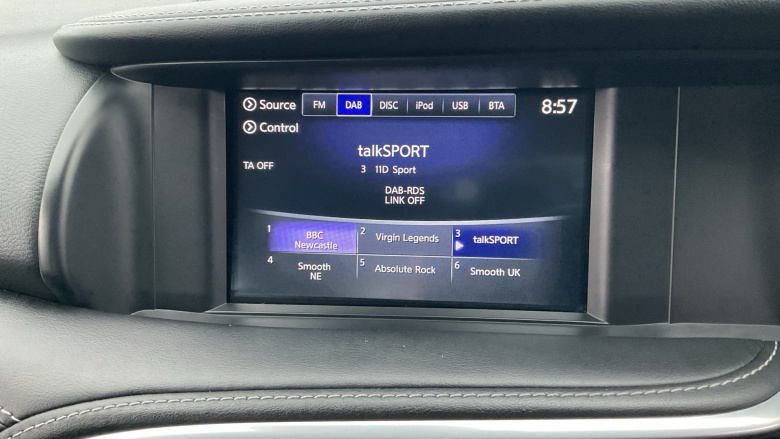 Source FM DAB DISC iPod USB BTA 8:57
Control
talkSPORT
TA OFF
3 11D Sport
DAB-RDS
LINK OFF
1 BBC
Newcastle
2 Virgin Legends
3 talkSPORT
4 Smooth
NE
5 Absolute Rock
6 Smooth UK